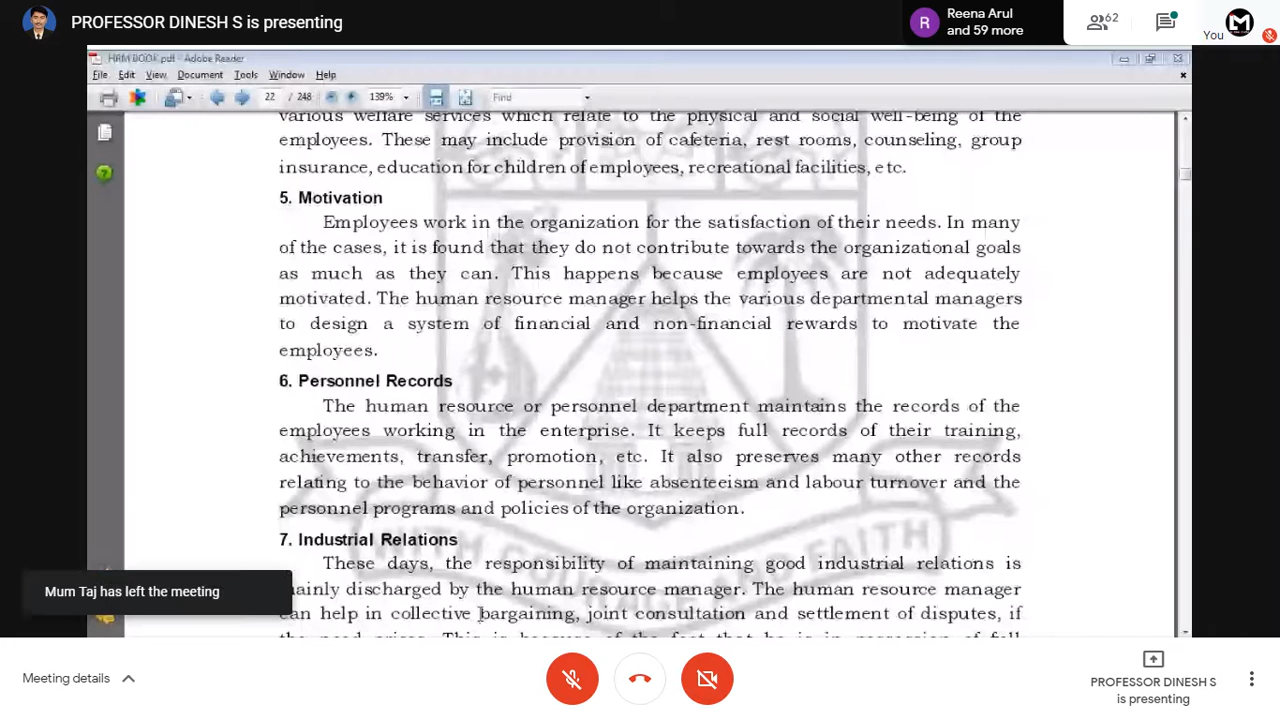 PROFESSOR DINESH S is presenting
R
Reena Arul
and 59 more
62
You
M
HRM BOOK.pdf - Adobe Reader
File Edit View Document Tools Window Help
22 / 248 139% Find
various welfare services which relate to the physical and social well-being of the
employees. These may include provision of cafeteria, rest rooms, counseling, group
insurance, education for children of employees, recreational facilities, etc.
5. Motivation
Employees work in the organization for the satisfaction of their needs. In many
of the cases, it is found that they do not contribute towards the organizational goals
as much as they can. This happens because employees are not adequately
motivated. The human resource manager helps the various departmental managers
to design a system of financial and non-financial rewards to motivate the
employees.
6. Personnel Records
The human resource or personnel department maintains the records of the
employees working in the enterprise. It keeps full records of their training,
achievements, transfer, promotion, etc. It also preserves many other records
relating to the behavior of personnel like absenteeism and labour turnover and the
personnel programs and policies of the organization.
7. Industrial Relations
These days, the responsibility of maintaining good industrial relations is
mainly discharged by the human resource manager. The human resource manager
can help in collective bargaining, joint consultation and settlement of disputes, if
WITH COURAGE AND FAITH
Mum Taj has left the meeting
Meeting details
PROFESSOR DINESH S
is presenting